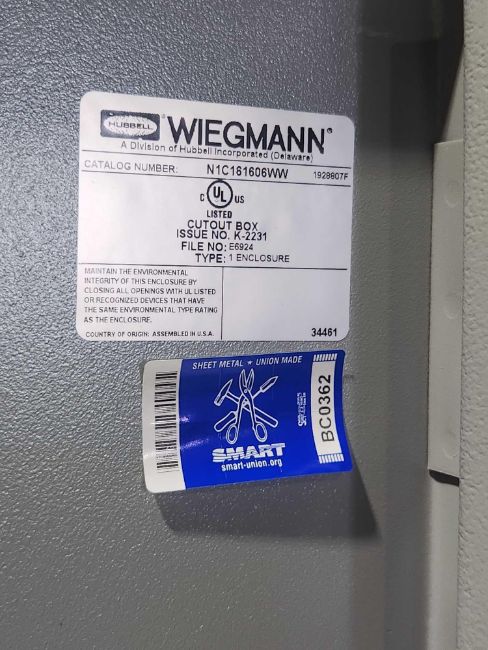 HUBBELL
WIEGMANN®
A Division of Hubbell Incorporated (Delaware)
CATALOG NUMBER: N1C161606WW 1928807F
C UL US
LISTED
CUTOUT BOX
ISSUE NO. K-2231
FILE NO: E6924
TYPE: 1 ENCLOSURE
MAINTAIN THE ENVIRONMENTAL
INTEGRITY OF THIS ENCLOSURE BY
CLOSING ALL OPENINGS WITH UL LISTED
OR RECOGNIZED DEVICES THAT HAVE
THE SAME ENVIRONMENTAL TYPE RATING
AS THE ENCLOSURE.
COUNTRY OF ORIGIN: ASSEMBLED IN U.S.A. 34461
SHEET METAL ★ UNION MADE
SMART
smart-union.org
BC0362